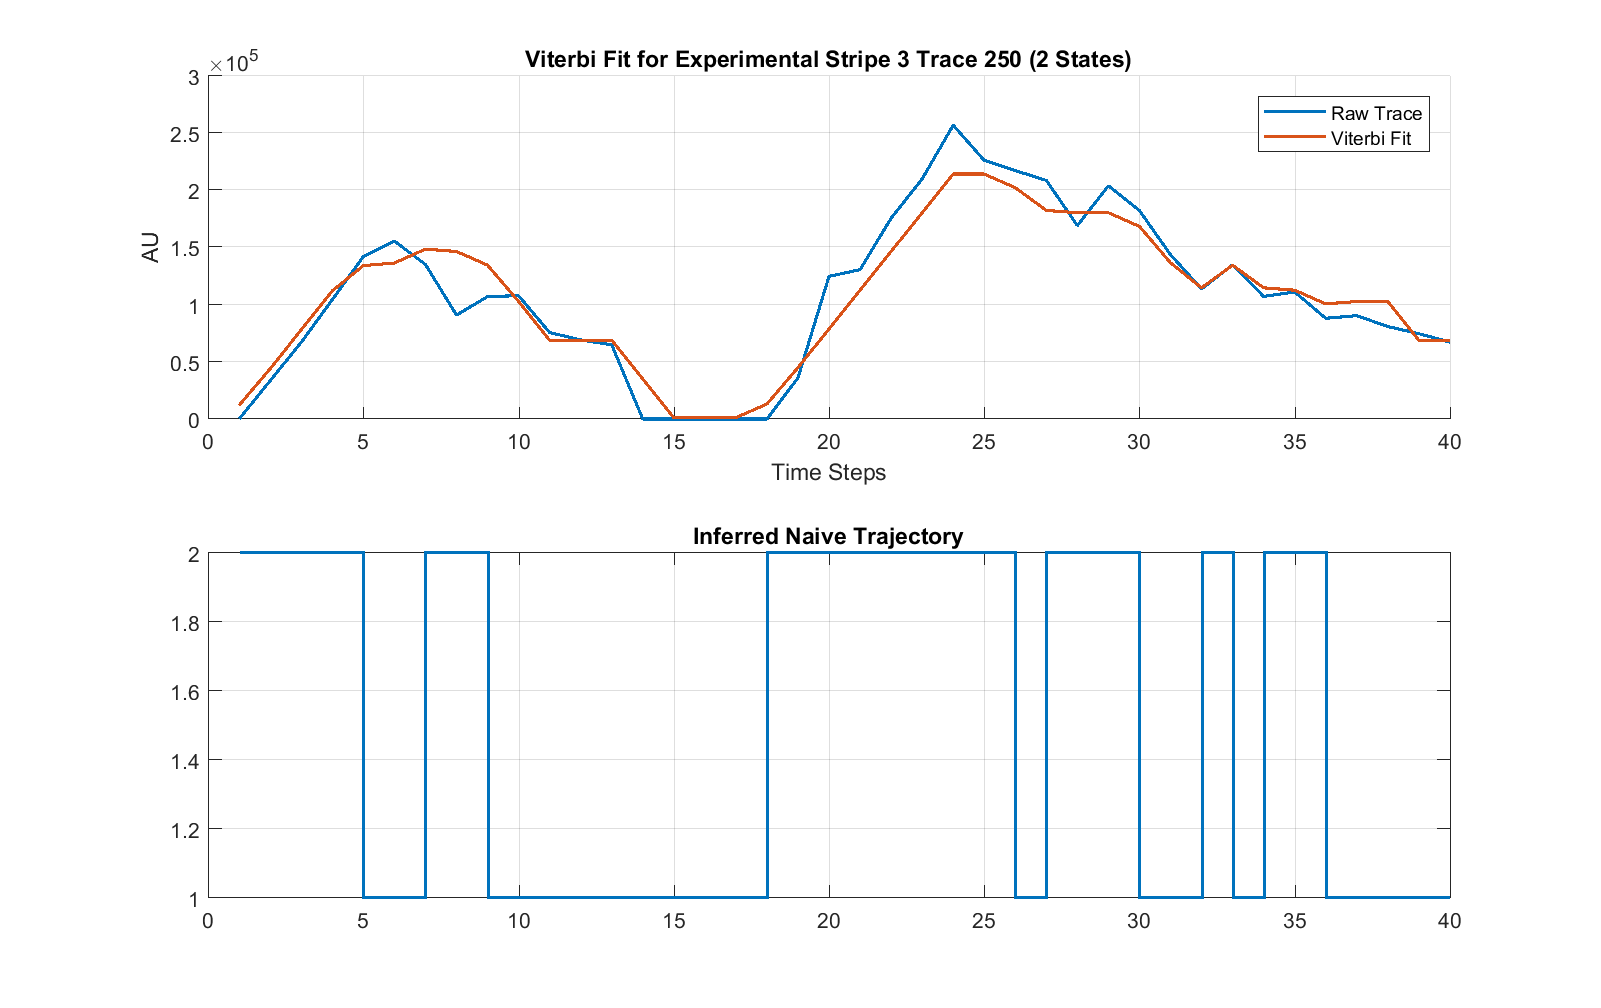 Viterbi Fit for Experimental Stripe 3 Trace 250 (2 States)
×10⁵
3
2.5
2
1.5
1
0.5
0
AU
Raw Trace
Viterbi Fit
0 5 10 15 20 25 30 35 40
Time Steps
Inferred Naive Trajectory
2
1.8
1.6
1.4
1.2
1
0 5 10 15 20 25 30 35 40